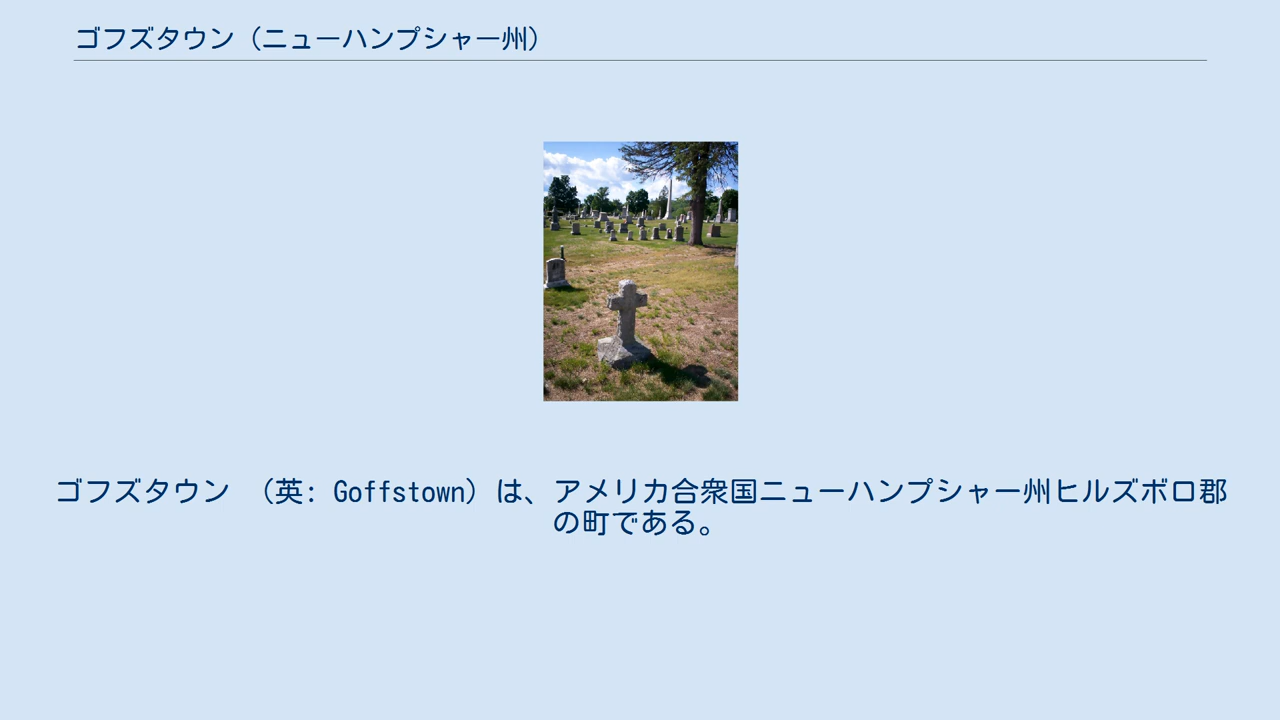 ゴフズタウン（ニューハンプシャー州）
ゴフズタウン （英: Goffstown）は、アメリカ合衆国ニューハンプシャー州ヒルズボロ郡
の町である。